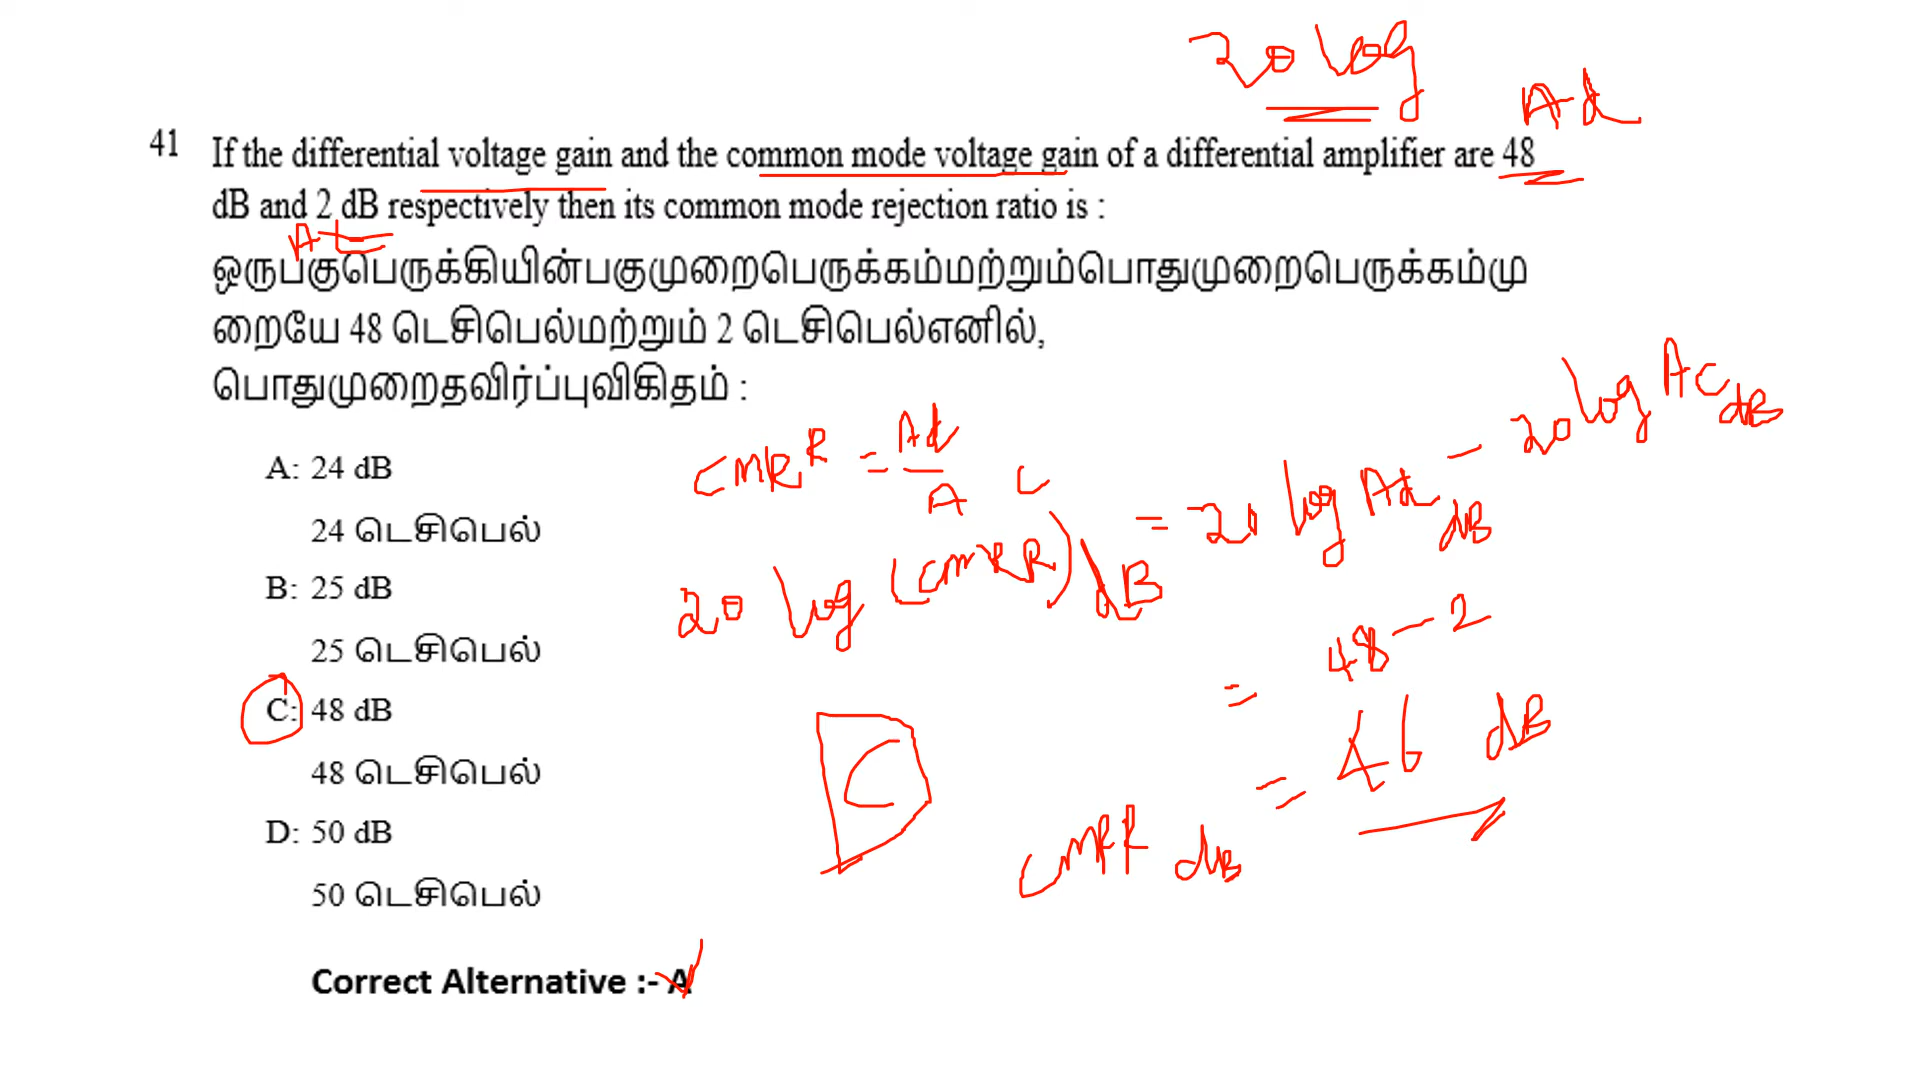 20 log
Ad
41 If the differential voltage gain and the common mode voltage gain of a differential amplifier are 48
dB and 2 dB respectively then its common mode rejection ratio is :
ஒருபகுபெருக்கியின்பகுமுறைபெருக்கம்மற்றும்பொதுமுறைபெருக்கம்மு
றையே 48 டெசிபெல்மற்றும் 2 டெசிபெல்எனில்,
பொதுமுறைதவிர்ப்புவிகிதம் :
A: 24 dB
24 டெசிபெல்
B: 25 dB
25 டெசிபெல்
C: 48 dB
48 டெசிபெல்
D: 50 dB
50 டெசிபெல்
Correct Alternative :- A
CMRR = Ad / A C
20 log (CMRR) dB = 20 log Ad dB - 20 log AC dB
= 48 - 2
= 46 dB
CMRR dB
C